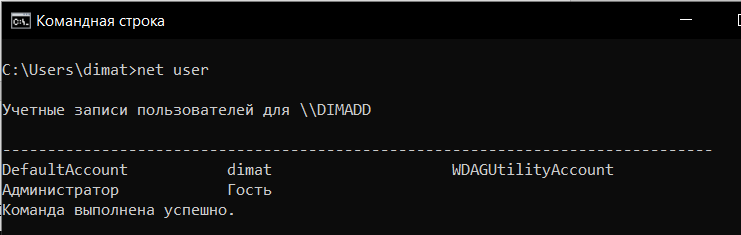 Командная строка
C:\Users\dimat>net user
Учетные записи пользователей для \\DIMADD
-------------------------------------------------------------------------------
DefaultAccount           dimat                    WDAGUtilityAccount
Администратор            Гость
Команда выполнена успешно.